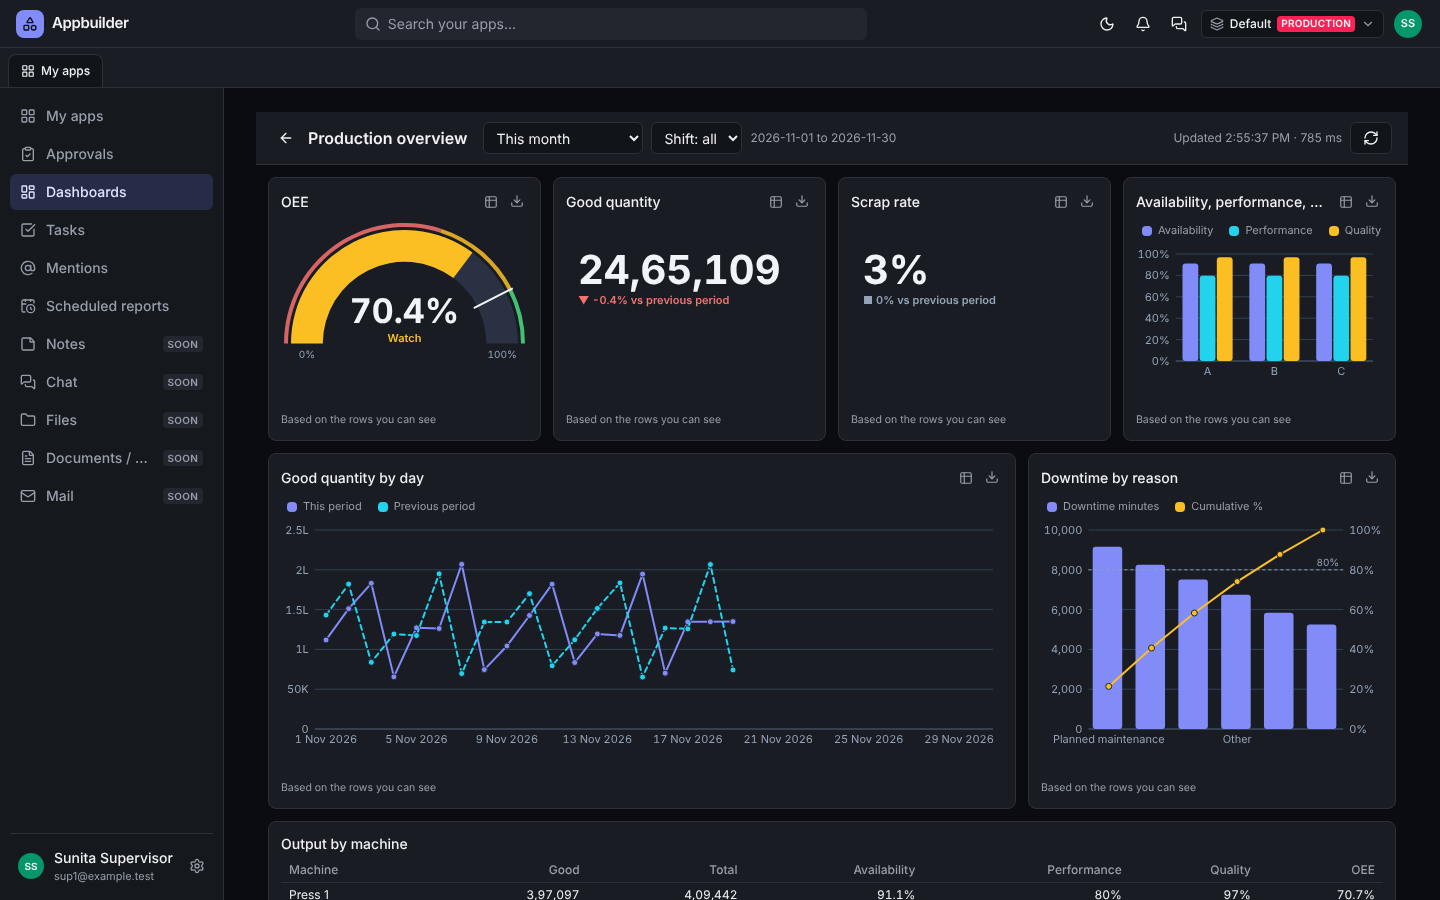 Appbuilder
Search your apps...
Default PRODUCTION
SS
My apps
My apps
Approvals
Dashboards
Tasks
Mentions
Scheduled reports
Notes SOON
Chat SOON
Files SOON
Documents / ... SOON
Mail SOON
SS
Sunita Supervisor
sup1@example.test
Production overview
This month
Shift: all
2026-11-01 to 2026-11-30
Updated 2:55:37 PM · 785 ms
OEE
70.4%
Watch
0% 100%
Based on the rows you can see
Good quantity
24,65,109
▼ -0.4% vs previous period
Based on the rows you can see
Scrap rate
3%
■ 0% vs previous period
Based on the rows you can see
Availability, performance, ...
Availability Performance Quality
100%
80%
60%
40%
20%
0%
A B C
Based on the rows you can see
Good quantity by day
This period Previous period
2.5L
2L
1.5L
1L
50K
0
1 Nov 2026 5 Nov 2026 9 Nov 2026 13 Nov 2026 17 Nov 2026 21 Nov 2026 25 Nov 2026 29 Nov 2026
Based on the rows you can see
Downtime by reason
Downtime minutes Cumulative %
10,000 100%
80%
8,000 80%
6,000 60%
4,000 40%
2,000 20%
0 0%
Planned maintenance Other
Based on the rows you can see
Output by machine
Machine Good Total Availability Performance Quality OEE
Press 1 3,97,097 4,09,442 91.1% 80% 97% 70.7%